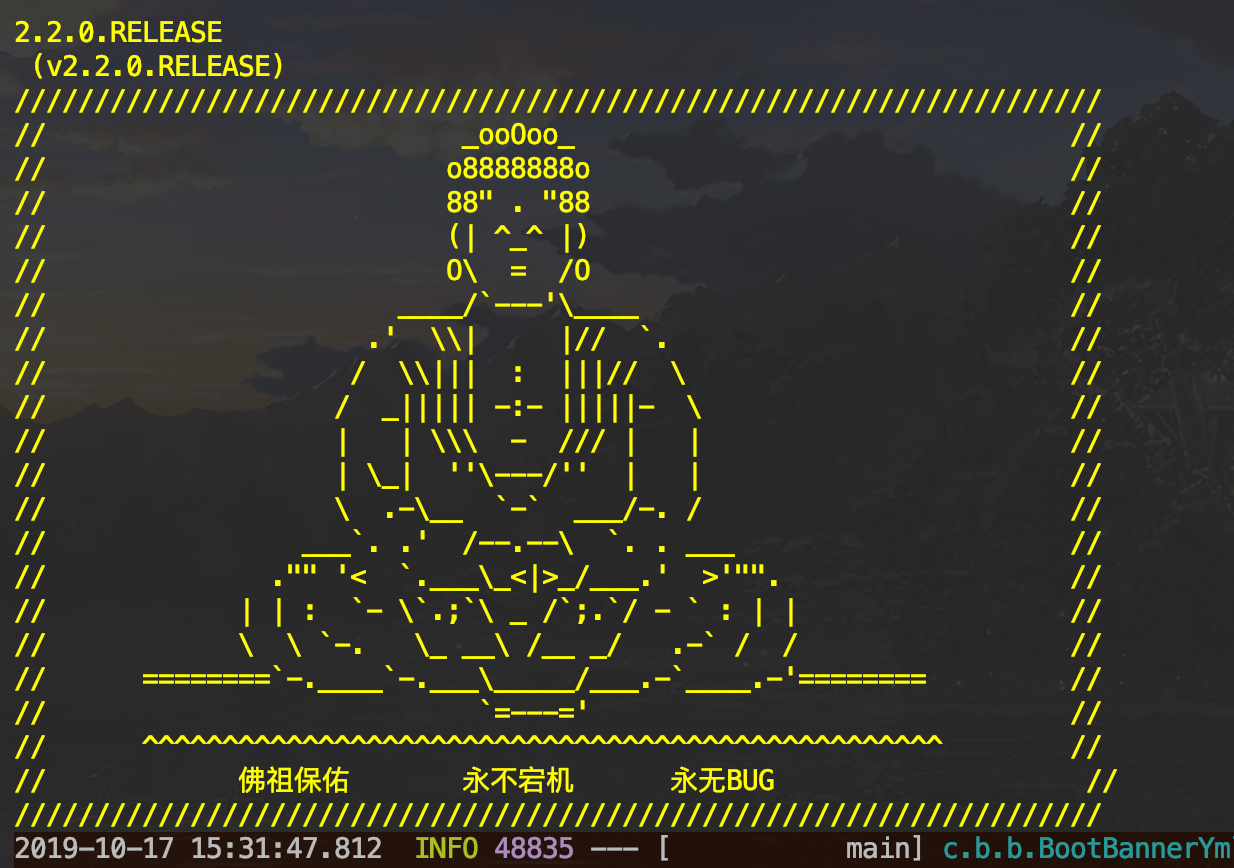 2.2.0.RELEASE
(v2.2.0.RELEASE)
////////////////////////////////////////////////////////////////////
//                          _ooOoo_                               //
//                         o8888888o                              //
//                         88" . "88                              //
//                         (| ^_^ |)                              //
//                         O\  =  /O                              //
//                      ____/`---'\____                           //
//                    .'  \\|     |//  `.                         //
//                   /  \\|||  :  |||//  \                        //
//                  /  _||||| -:- |||||-  \                       //
//                  |   | \\\  -  /// |   |                       //
//                  | \_|  ''\---/''  |   |                       //
//                  \  .-\__  `-`  ___/-. /                       //
//                ___`. .'  /--.--\  `. . ___                     //
//              ."" '<  `.___\_<|>_/___.'  >'"".                  //
//            | | :  `- \`.;`\ _ /`;.`/ - ` : | |                 //
//            \  \ `-.   \_ __\ /__ _/   .-` /  /                 //
//      ========`-.____`-.___\_____/___.-`____.-'========         //
//                           `=---='                              //
//      ^^^^^^^^^^^^^^^^^^^^^^^^^^^^^^^^^^^^^^^^^^^^^^^^^^        //
//            佛祖保佑       永不宕机      永无BUG                    //
////////////////////////////////////////////////////////////////////
2019-10-17 15:31:47.812  INFO 48835 --- [           main] c.b.b.BootBannerYm